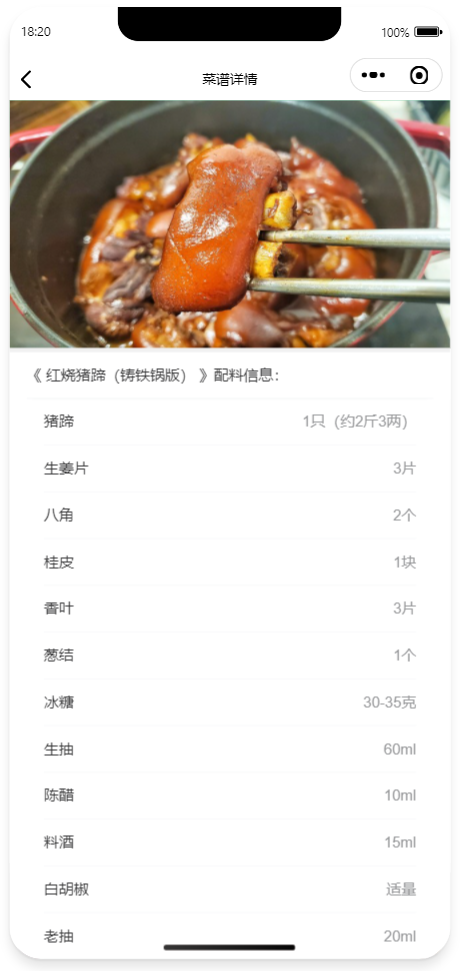 18:20 100%
菜谱详情
《 红烧猪蹄（铸铁锅版） 》配料信息：
猪蹄 1只（约2斤3两）
生姜片 3片
八角 2个
桂皮 1块
香叶 3片
葱结 1个
冰糖 30-35克
生抽 60ml
陈醋 10ml
料酒 15ml
白胡椒 适量
老抽 20ml